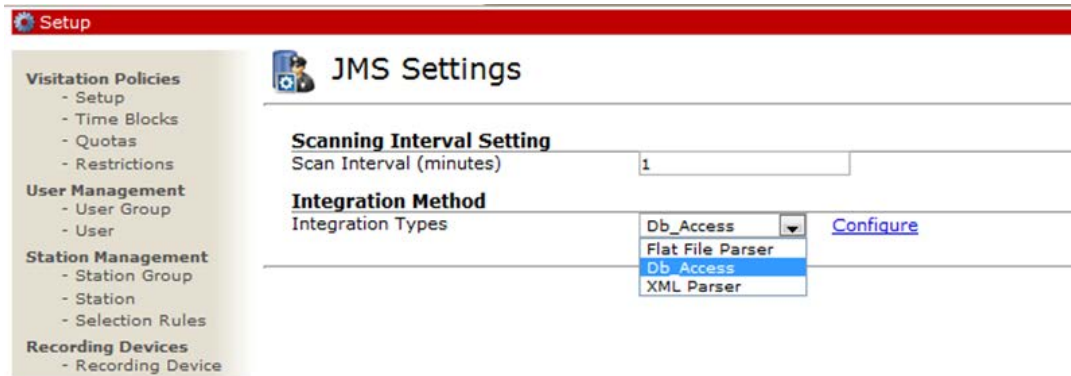 Setup
Visitation Policies
- Setup
- Time Blocks
- Quotas
- Restrictions
User Management
- User Group
- User
Station Management
- Station Group
- Station
- Selection Rules
Recording Devices
- Recording Device
JMS Settings
Scanning Interval Setting
Scan Interval (minutes) 1
Integration Method
Integration Types Db_Access Configure
Flat File Parser
Db_Access
XML Parser